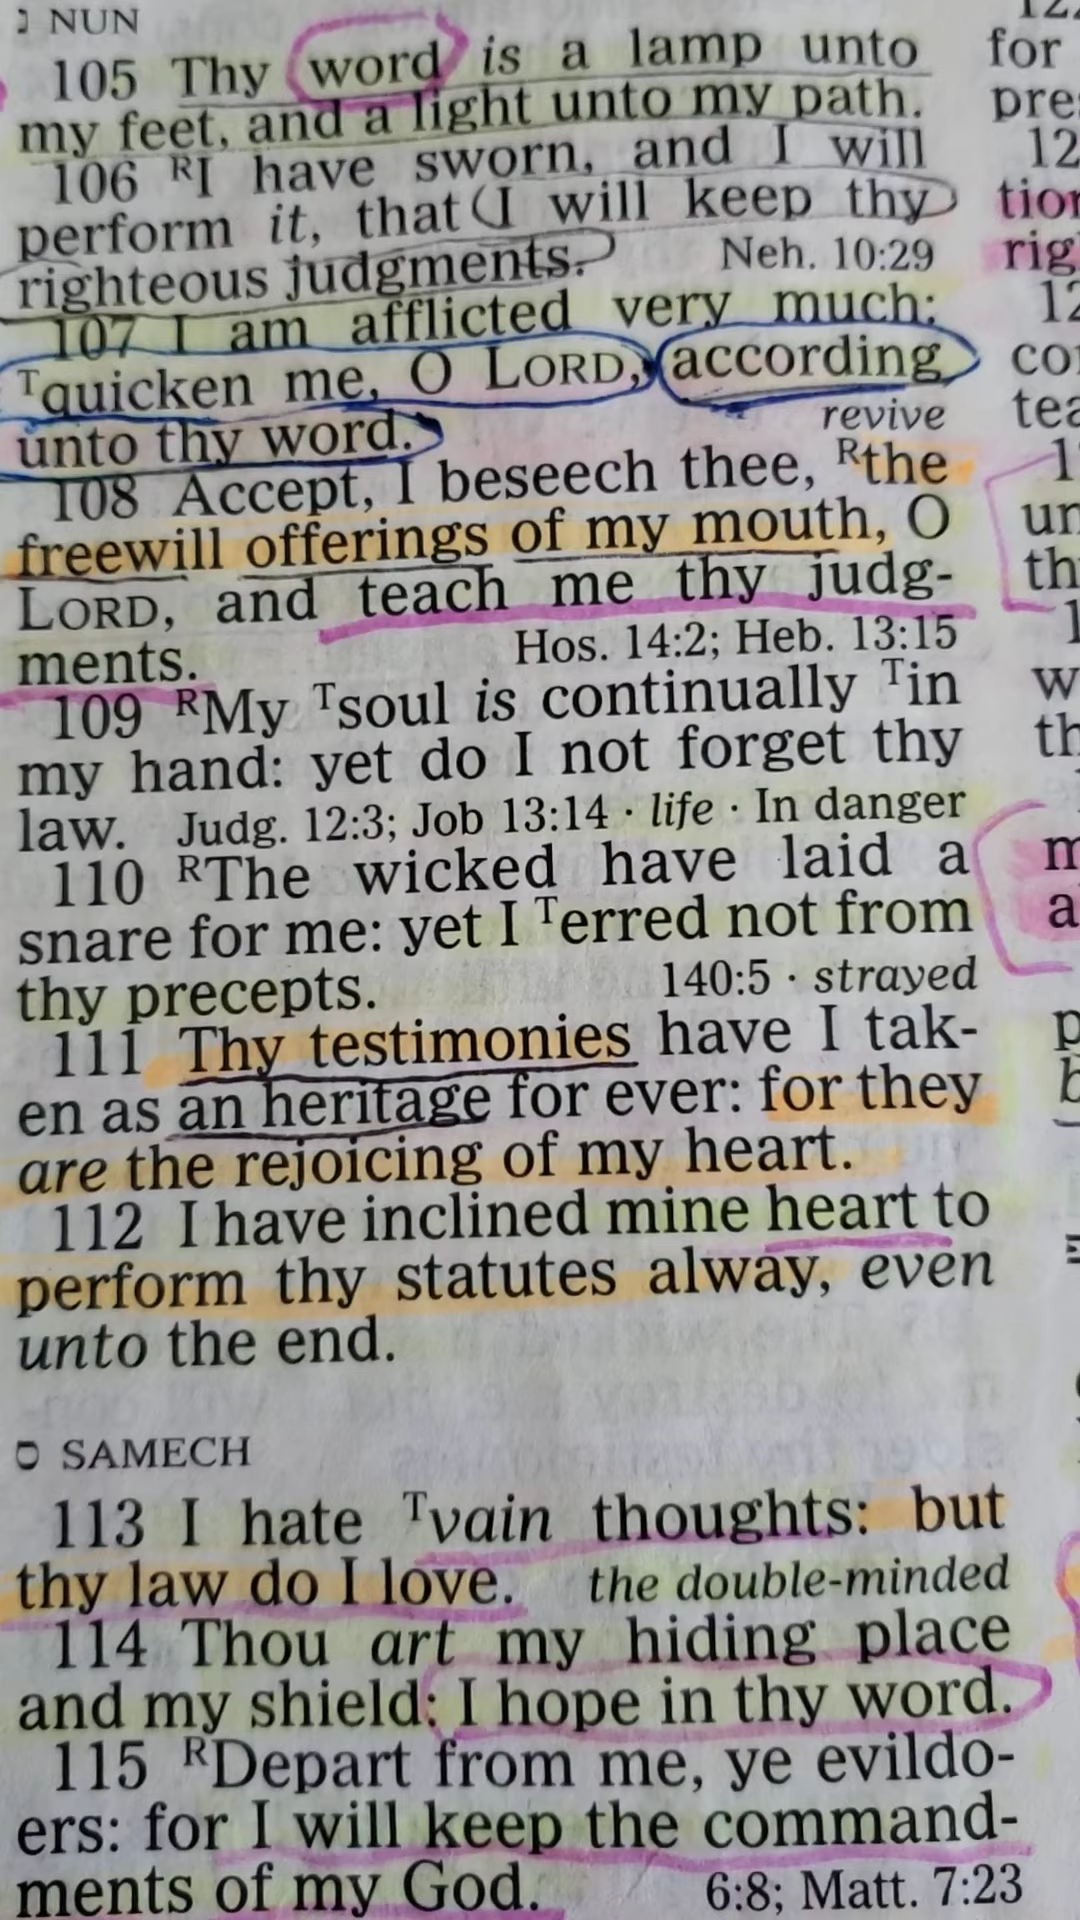 נ NUN
105 Thy word is a lamp unto
my feet, and a light unto my path.
106 ᴿI have sworn, and I will
perform it, that I will keep thy
righteous judgments. Neh. 10:29
107 I am afflicted very much:
ᵀquicken me, O LORD, according
unto thy word. revive
108 Accept, I beseech thee, ᴿthe
freewill offerings of my mouth, O
LORD, and teach me thy judg-
ments. Hos. 14:2; Heb. 13:15
109 ᴿMy ᵀsoul is continually ᵀin
my hand: yet do I not forget thy
law. Judg. 12:3; Job 13:14 · life · In danger
110 ᴿThe wicked have laid a
snare for me: yet I ᵀerred not from
thy precepts. 140:5 · strayed
111 Thy testimonies have I tak-
en as an heritage for ever: for they
are the rejoicing of my heart.
112 I have inclined mine heart to
perform thy statutes alway, even
unto the end.
ס SAMECH
113 I hate ᵀvain thoughts: but
thy law do I love. the double-minded
114 Thou art my hiding place
and my shield: I hope in thy word.
115 ᴿDepart from me, ye evildo-
ers: for I will keep the command-
ments of my God. 6:8; Matt. 7:23
for